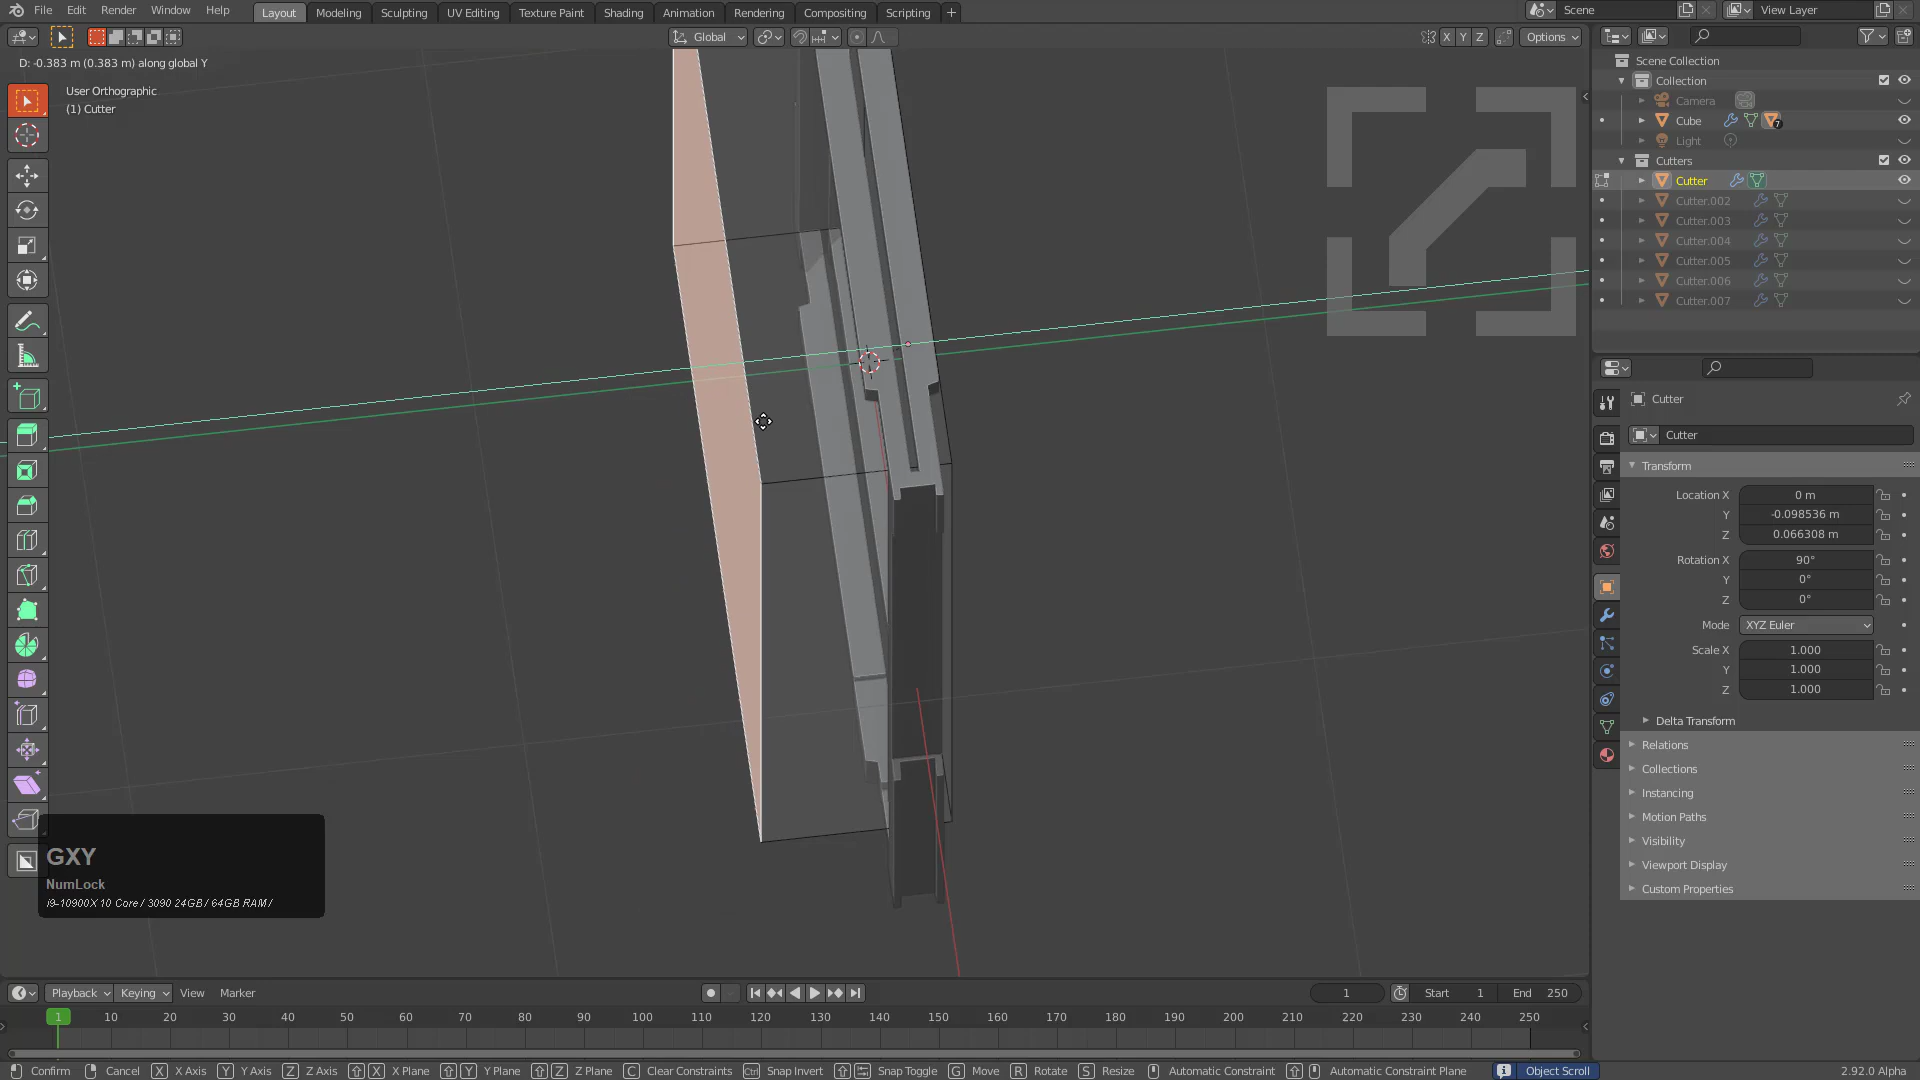 File Edit Render Window Help
Layout Modeling Sculpting UV Editing Texture Paint Shading Animation Rendering Compositing Scripting +
Scene View Layer
Global X Y Z Options
D: -0.383 m (0.383 m) along global Y
User Orthographic
(1) Cutter
Scene Collection
Collection
Camera
Cube 7
Light
Cutters
Cutter
Cutter.002
Cutter.003
Cutter.004
Cutter.005
Cutter.006
Cutter.007
Cutter
Cutter
Transform
Location X 0 m
Y -0.098536 m
Z 0.066308 m
Rotation X 90°
Y 0°
Z 0°
Mode XYZ Euler
Scale X 1.000
Y 1.000
Z 1.000
Delta Transform
Relations
Collections
Instancing
Motion Paths
Visibility
Viewport Display
Custom Properties
GXY
NumLock
i9-10900X 10 Core / 3090 24GB / 64GB RAM /
Playback Keying View Marker 1 Start 1 End 250
1 10 20 30 40 50 60 70 80 90 100 110 120 130 140 150 160 170 180 190 200 210 220 230 240 250
Confirm Cancel X X Axis Y Y Axis Z Z Axis X X Plane Y Y Plane Z Z Plane C Clear Constraints Ctrl Snap Invert Snap Toggle G Move R Rotate S Resize Automatic Constraint Automatic Constraint Plane Object Scroll 2.92.0 Alpha